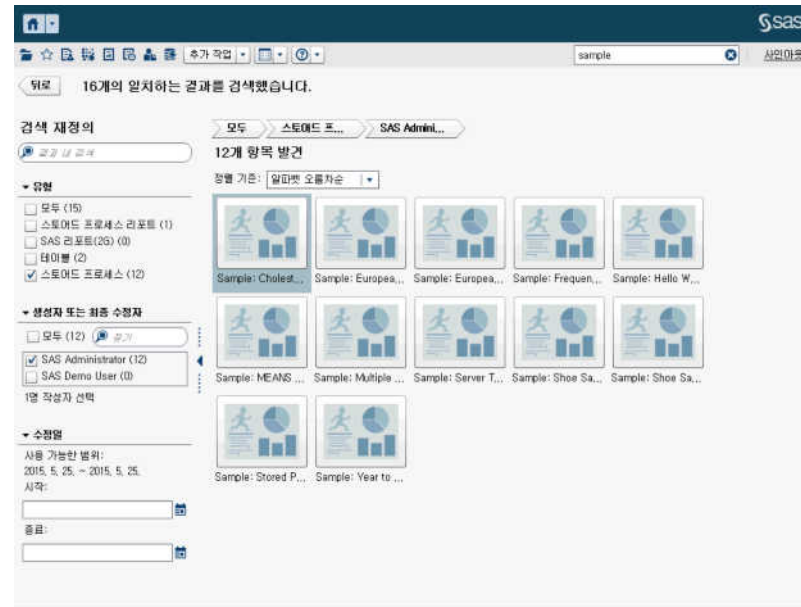 sas
추가 작업
sample
사인아웃
뒤로
16개의 일치하는 결과를 검색했습니다.
검색 재정의
결과 내 검색
모두
스토어드 프...
SAS Admini...
12개 항목 발견
정렬 기준: 알파벳 오름차순
유형
모두 (15)
스토어드 프로세스 리포트 (1)
SAS 리포트(2G) (0)
테이블 (2)
스토어드 프로세스 (12)
Sample: Cholest... Sample: Europea... Sample: Europea... Sample: Frequen... Sample: Hello W...
생성자 또는 최종 수정자
모두 (12)
찾기
SAS Administrator (12)
SAS Demo User (0)
1명 작성자 선택
Sample: MEANS ... Sample: Multiple ... Sample: Server T... Sample: Shoe Sa... Sample: Shoe Sa...
수정일
사용 가능한 범위:
2015. 5. 25. ~ 2015. 5. 25.
시작:
종료:
Sample: Stored P... Sample: Year to ...